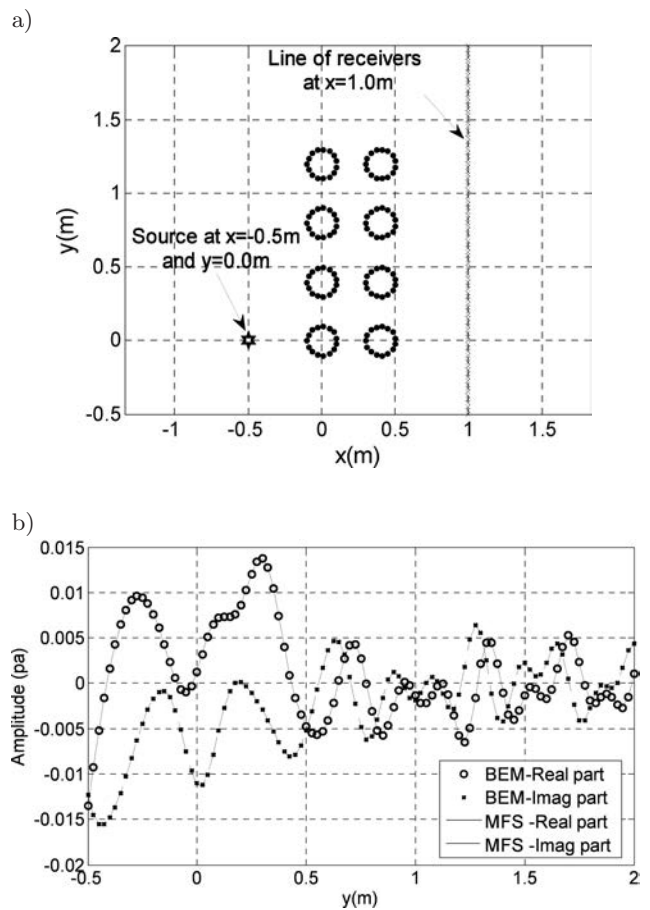 a)
Line of receivers
at x=1.0m
Source at x=-0.5m
and y=0.0m
2
1.5
1
0.5
0
-0.5
y(m)
-1
-0.5
0
0.5
1
1.5
x(m)
b)
0.015
0.01
0.005
0
-0.005
-0.01
-0.015
-0.02
Amplitude (pa)
BEM-Real part
BEM-Imag part
MFS -Real part
MFS -Imag part
-0.5
0
0.5
1
1.5
2
y(m)